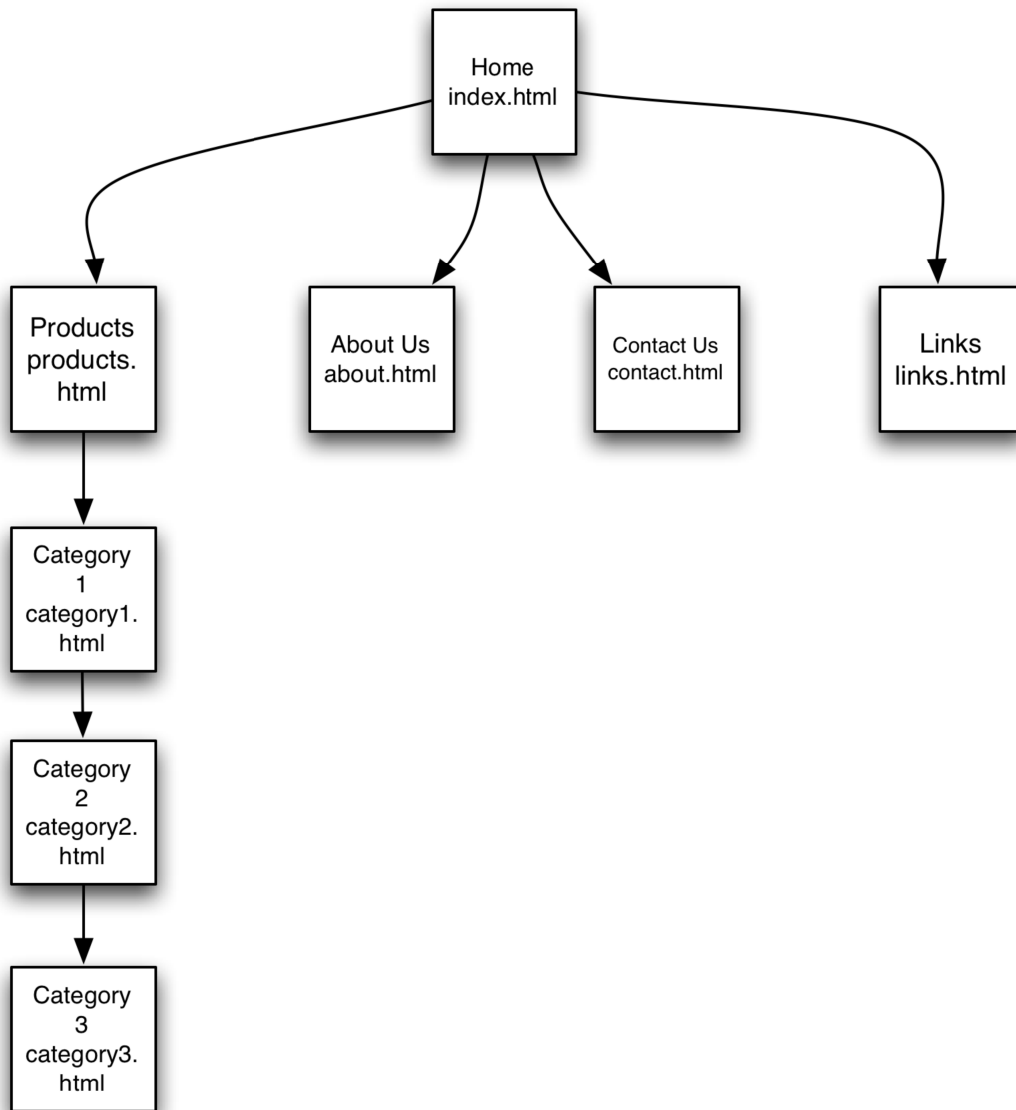 Home
index.html
Products
products.
html
About Us
about.html
Contact Us
contact.html
Links
links.html
Category
1
category1.
html
Category
2
category2.
html
Category
3
category3.
html